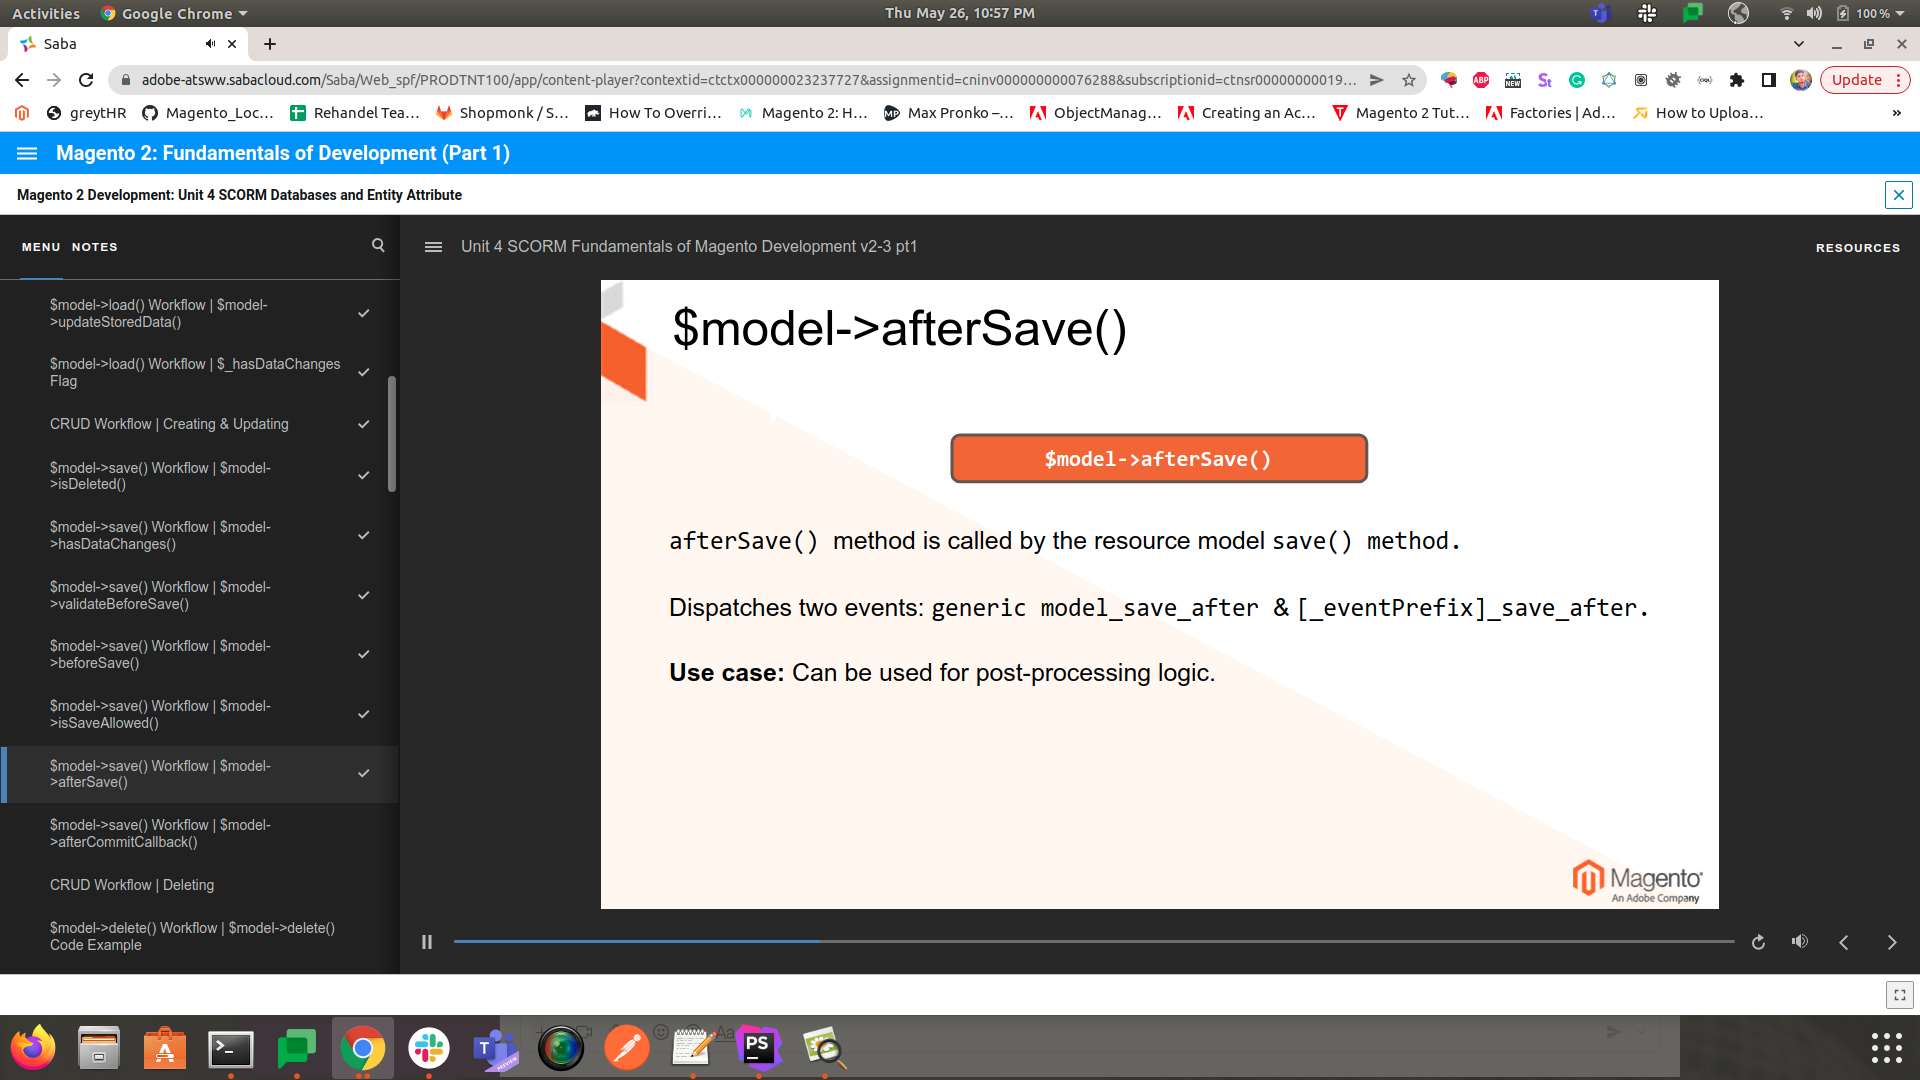 Activities Google Chrome Thu May 26, 10:57 PM 100 %
Saba
adobe-atsww.sabacloud.com/Saba/Web_spf/PRODTNT100/app/content-player?contextid=ctctx000000023237727&assignmentid=cninv000000000076288&subscriptionid=ctnsr00000000019... ABP NEW St Update
greytHR Magento_Loc... Rehandel Tea... Shopmonk / S... How To Overri... Magento 2: H... Max Pronko –... ObjectManag... Creating an Ac... Magento 2 Tut... Factories | Ad... How to Uploa... »
Magento 2: Fundamentals of Development (Part 1)
Magento 2 Development: Unit 4 SCORM Databases and Entity Attribute
MENU NOTES
Unit 4 SCORM Fundamentals of Magento Development v2-3 pt1
RESOURCES
$model->load() Workflow | $model-
>updateStoredData()
$model->load() Workflow | $_hasDataChanges
Flag
CRUD Workflow | Creating & Updating
$model->save() Workflow | $model-
>isDeleted()
$model->save() Workflow | $model-
>hasDataChanges()
$model->save() Workflow | $model-
>validateBeforeSave()
$model->save() Workflow | $model-
>beforeSave()
$model->save() Workflow | $model-
>isSaveAllowed()
$model->save() Workflow | $model-
>afterSave()
$model->save() Workflow | $model-
>afterCommitCallback()
CRUD Workflow | Deleting
$model->delete() Workflow | $model->delete()
Code Example
$model->afterSave()
$model->afterSave()
afterSave() method is called by the resource model save() method.
Dispatches two events: generic model_save_after & [_eventPrefix]_save_after.
Use case: Can be used for post-processing logic.
Magento
An Adobe Company
PS